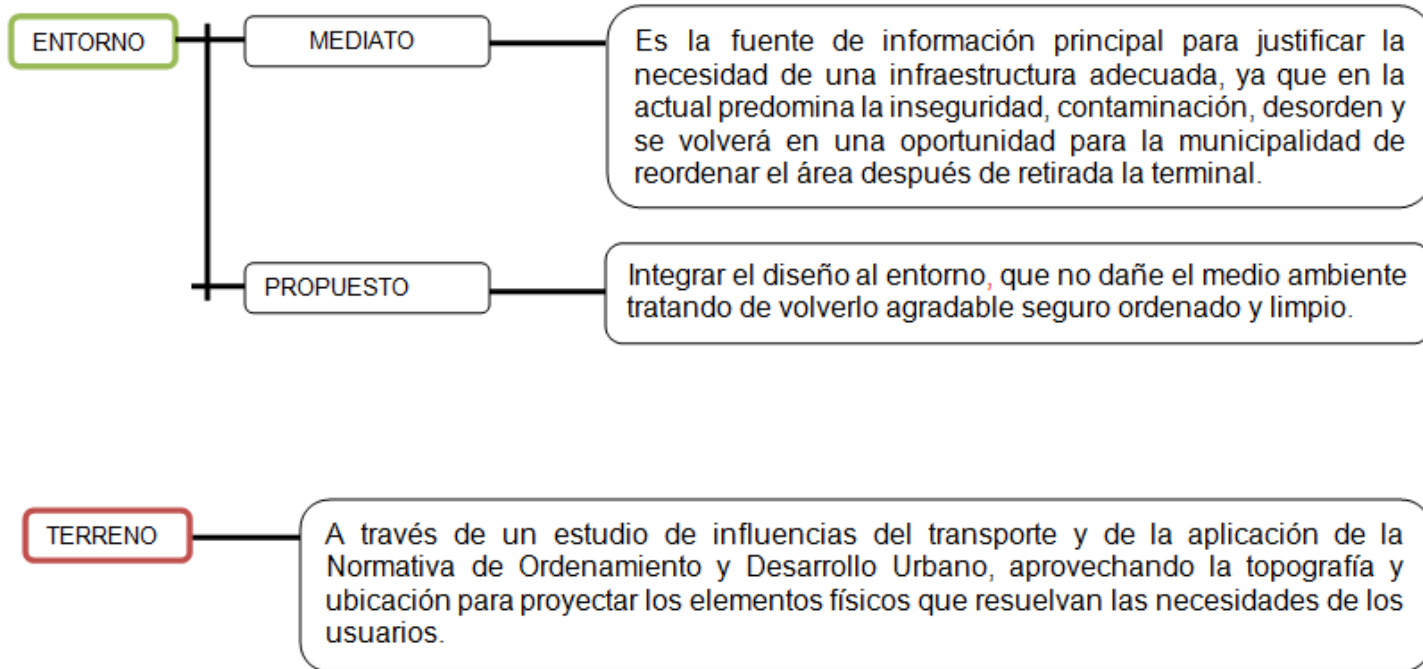 ENTORNO
MEDIATO
Es la fuente de información principal para justificar la
necesidad de una infraestructura adecuada, ya que en la
actual predomina la inseguridad, contaminación, desorden y
se volverá en una oportunidad para la municipalidad de
reordenar el área después de retirada la terminal.
PROPUESTO
Integrar el diseño al entorno, que no dañe el medio ambiente
tratando de volverlo agradable seguro ordenado y limpio.
TERRENO
A través de un estudio de influencias del transporte y de la aplicación de la
Normativa de Ordenamiento y Desarrollo Urbano, aprovechando la topografía y
ubicación para proyectar los elementos físicos que resuelvan las necesidades de los
usuarios.